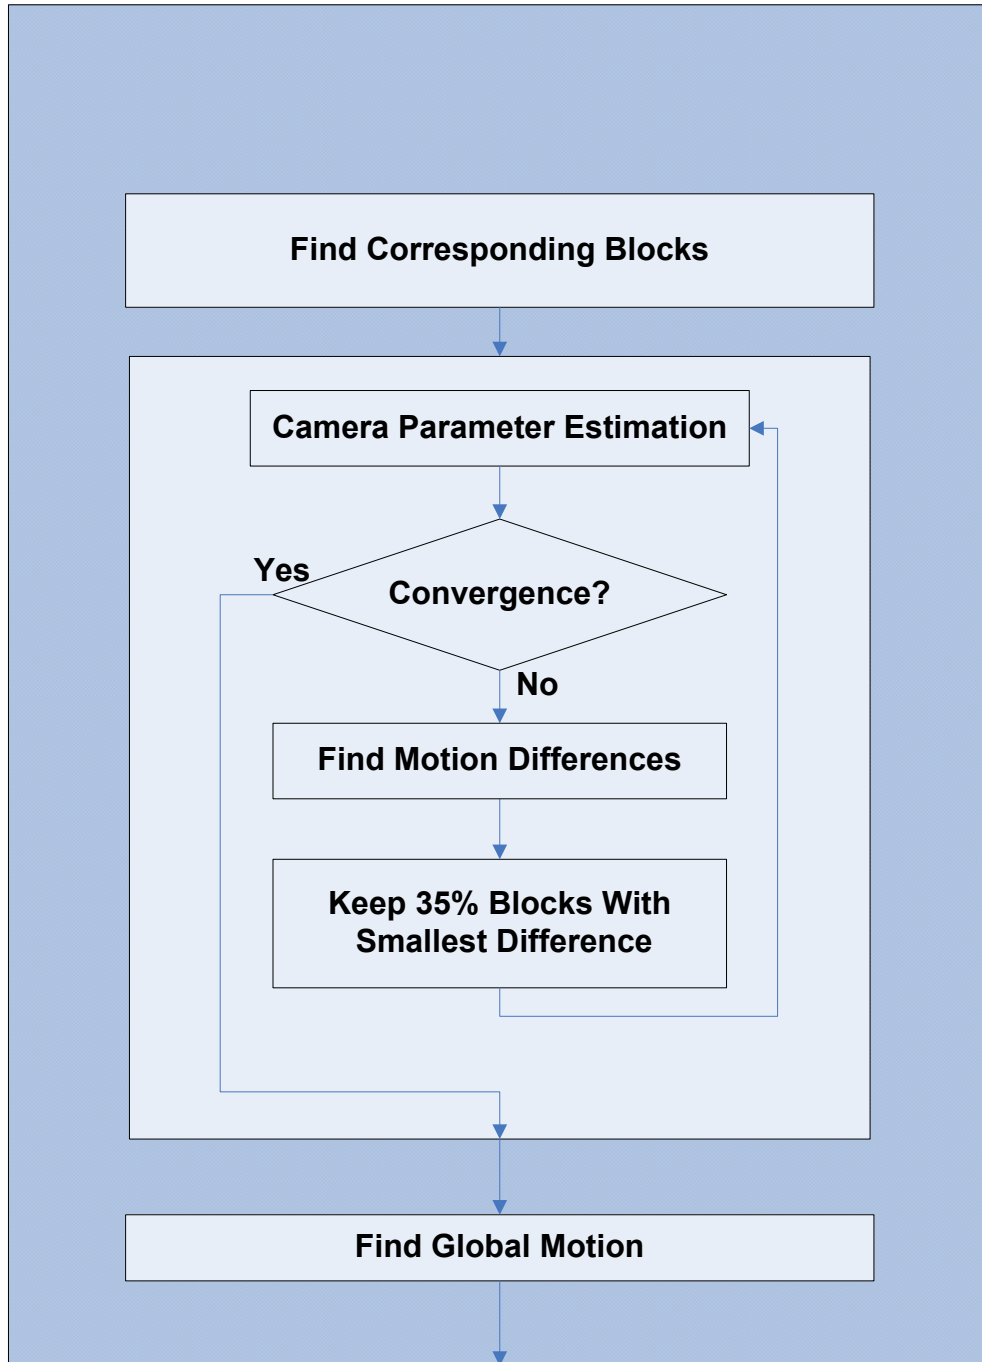 Find Corresponding Blocks
Camera Parameter Estimation
Yes
Convergence?
No
Find Motion Differences
Keep 35% Blocks With
Smallest Difference
Find Global Motion